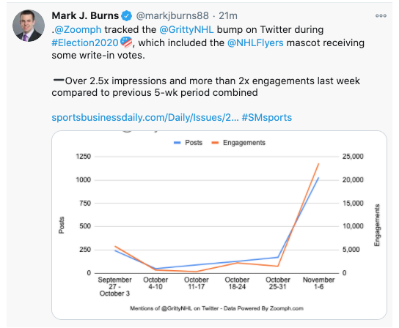 Mark J. Burns @markjburns88 · 21m
.@Zoomph tracked the @GrittyNHL bump on Twitter during
#Election2020, which included the @NHLFlyers mascot receiving
some write-in votes.
➖Over 2.5x impressions and more than 2x engagements last week
compared to previous 5-wk period combined
sportsbusinessdaily.com/Daily/Issues/2... #SMsports
Posts Engagements
1250 25,000
1000 20,000
750 15,000
500 10,000
250 5,000
0 0
Posts
Engagements
September 27 - October 3
October 4-10
October 11-17
October 18-24
October 25-31
November 1-6
Mentions of @GrittyNHL on Twitter - Data Powered By Zoomph.com